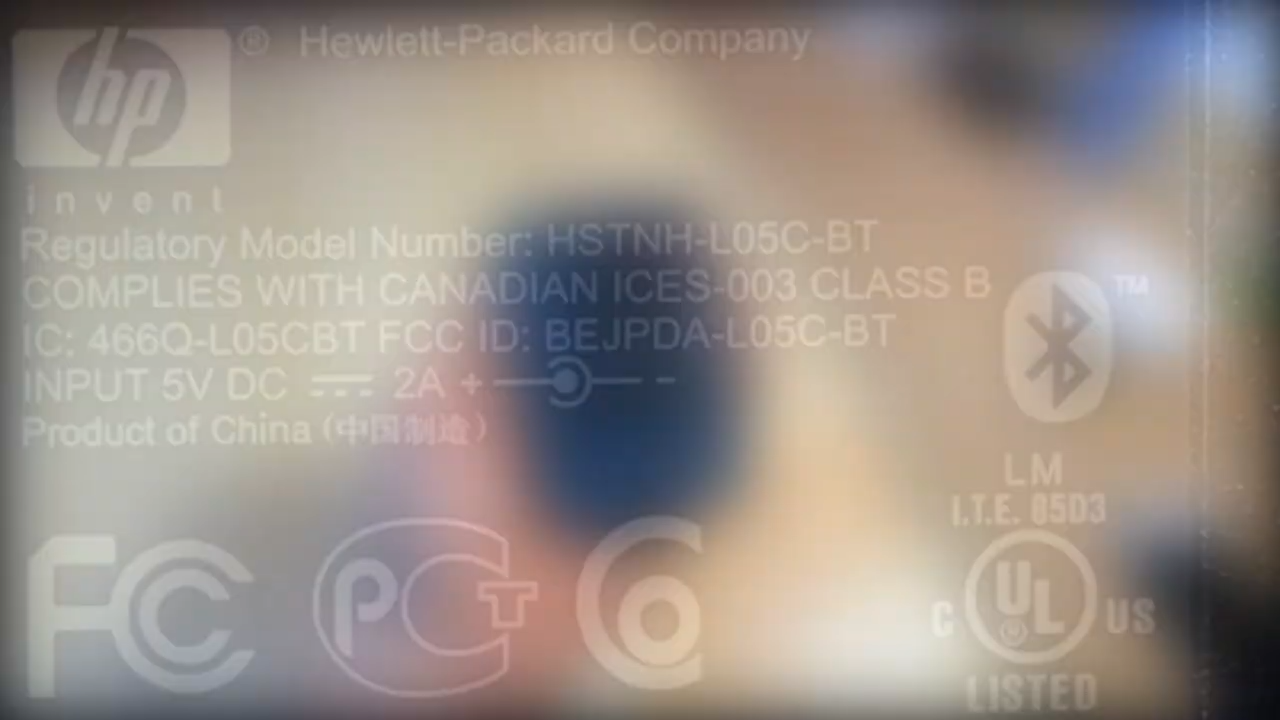 hp ® Hewlett-Packard Company
invent
Regulatory Model Number: HSTNH-L05C-BT
COMPLIES WITH CANADIAN ICES-003 CLASS B
IC: 466Q-L05CBT FCC ID: BEJPDA-L05C-BT
INPUT 5V DC 2A + -
Product of China (中国制造)
TM
LM
I.T.E. 85D3
FC PCT C
C UL US
LISTED